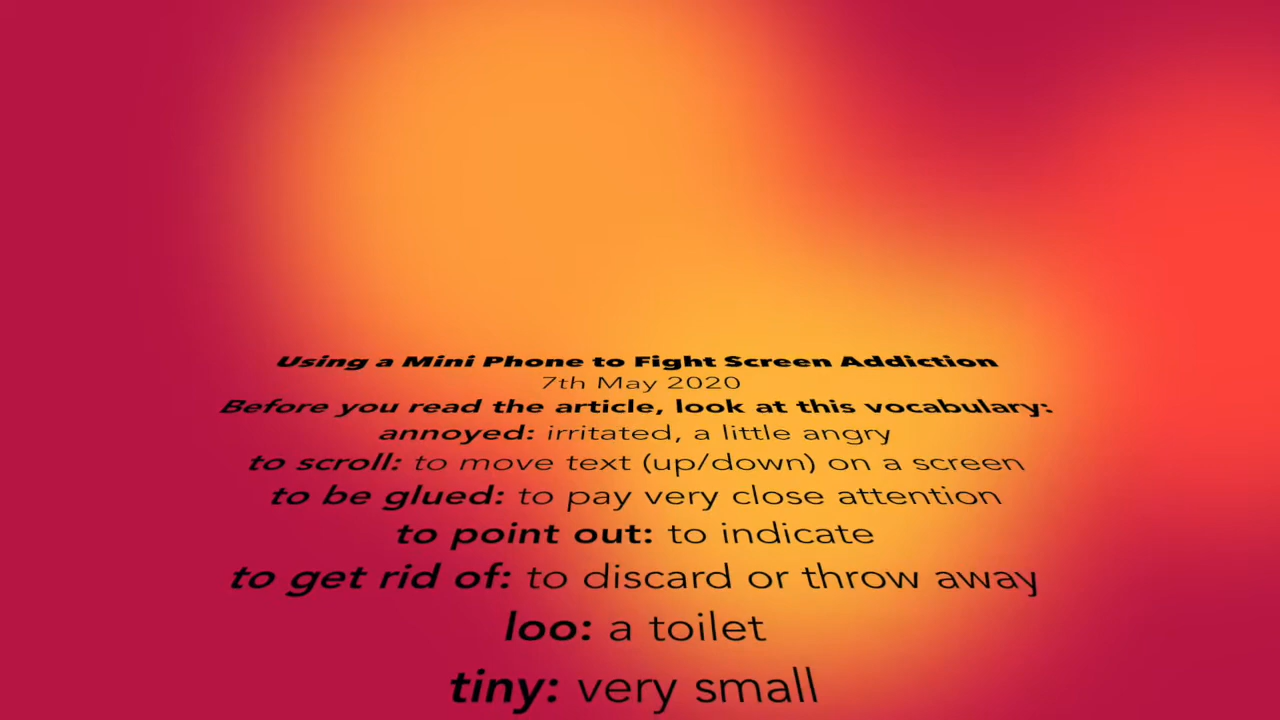 Using a Mini Phone to Fight Screen Addiction
7th May 2020
Before you read the article, look at this vocabulary:
annoyed: irritated, a little angry
to scroll: to move text (up/down) on a screen
to be glued: to pay very close attention
to point out: to indicate
to get rid of: to discard or throw away
loo: a toilet
tiny: very small